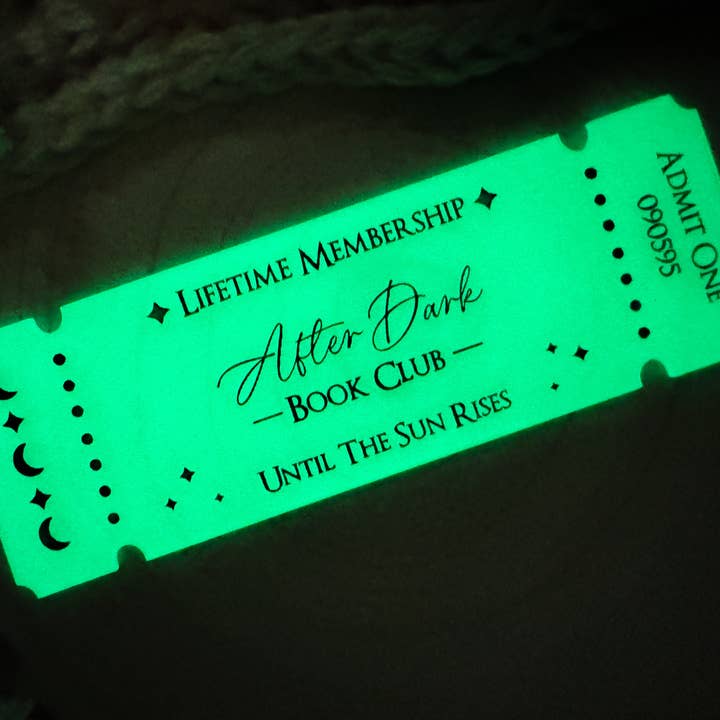 Lifetime Membership
After Dark
—Book Club—
Until The Sun Rises
Admit One
090595